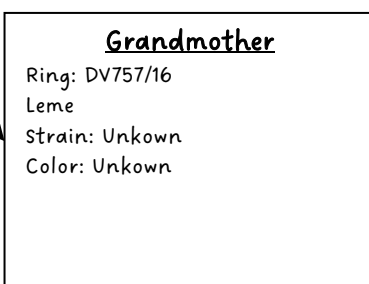 Grandmother
Ring: DV757/16
Leme
Strain: Unkown
Color: Unkown